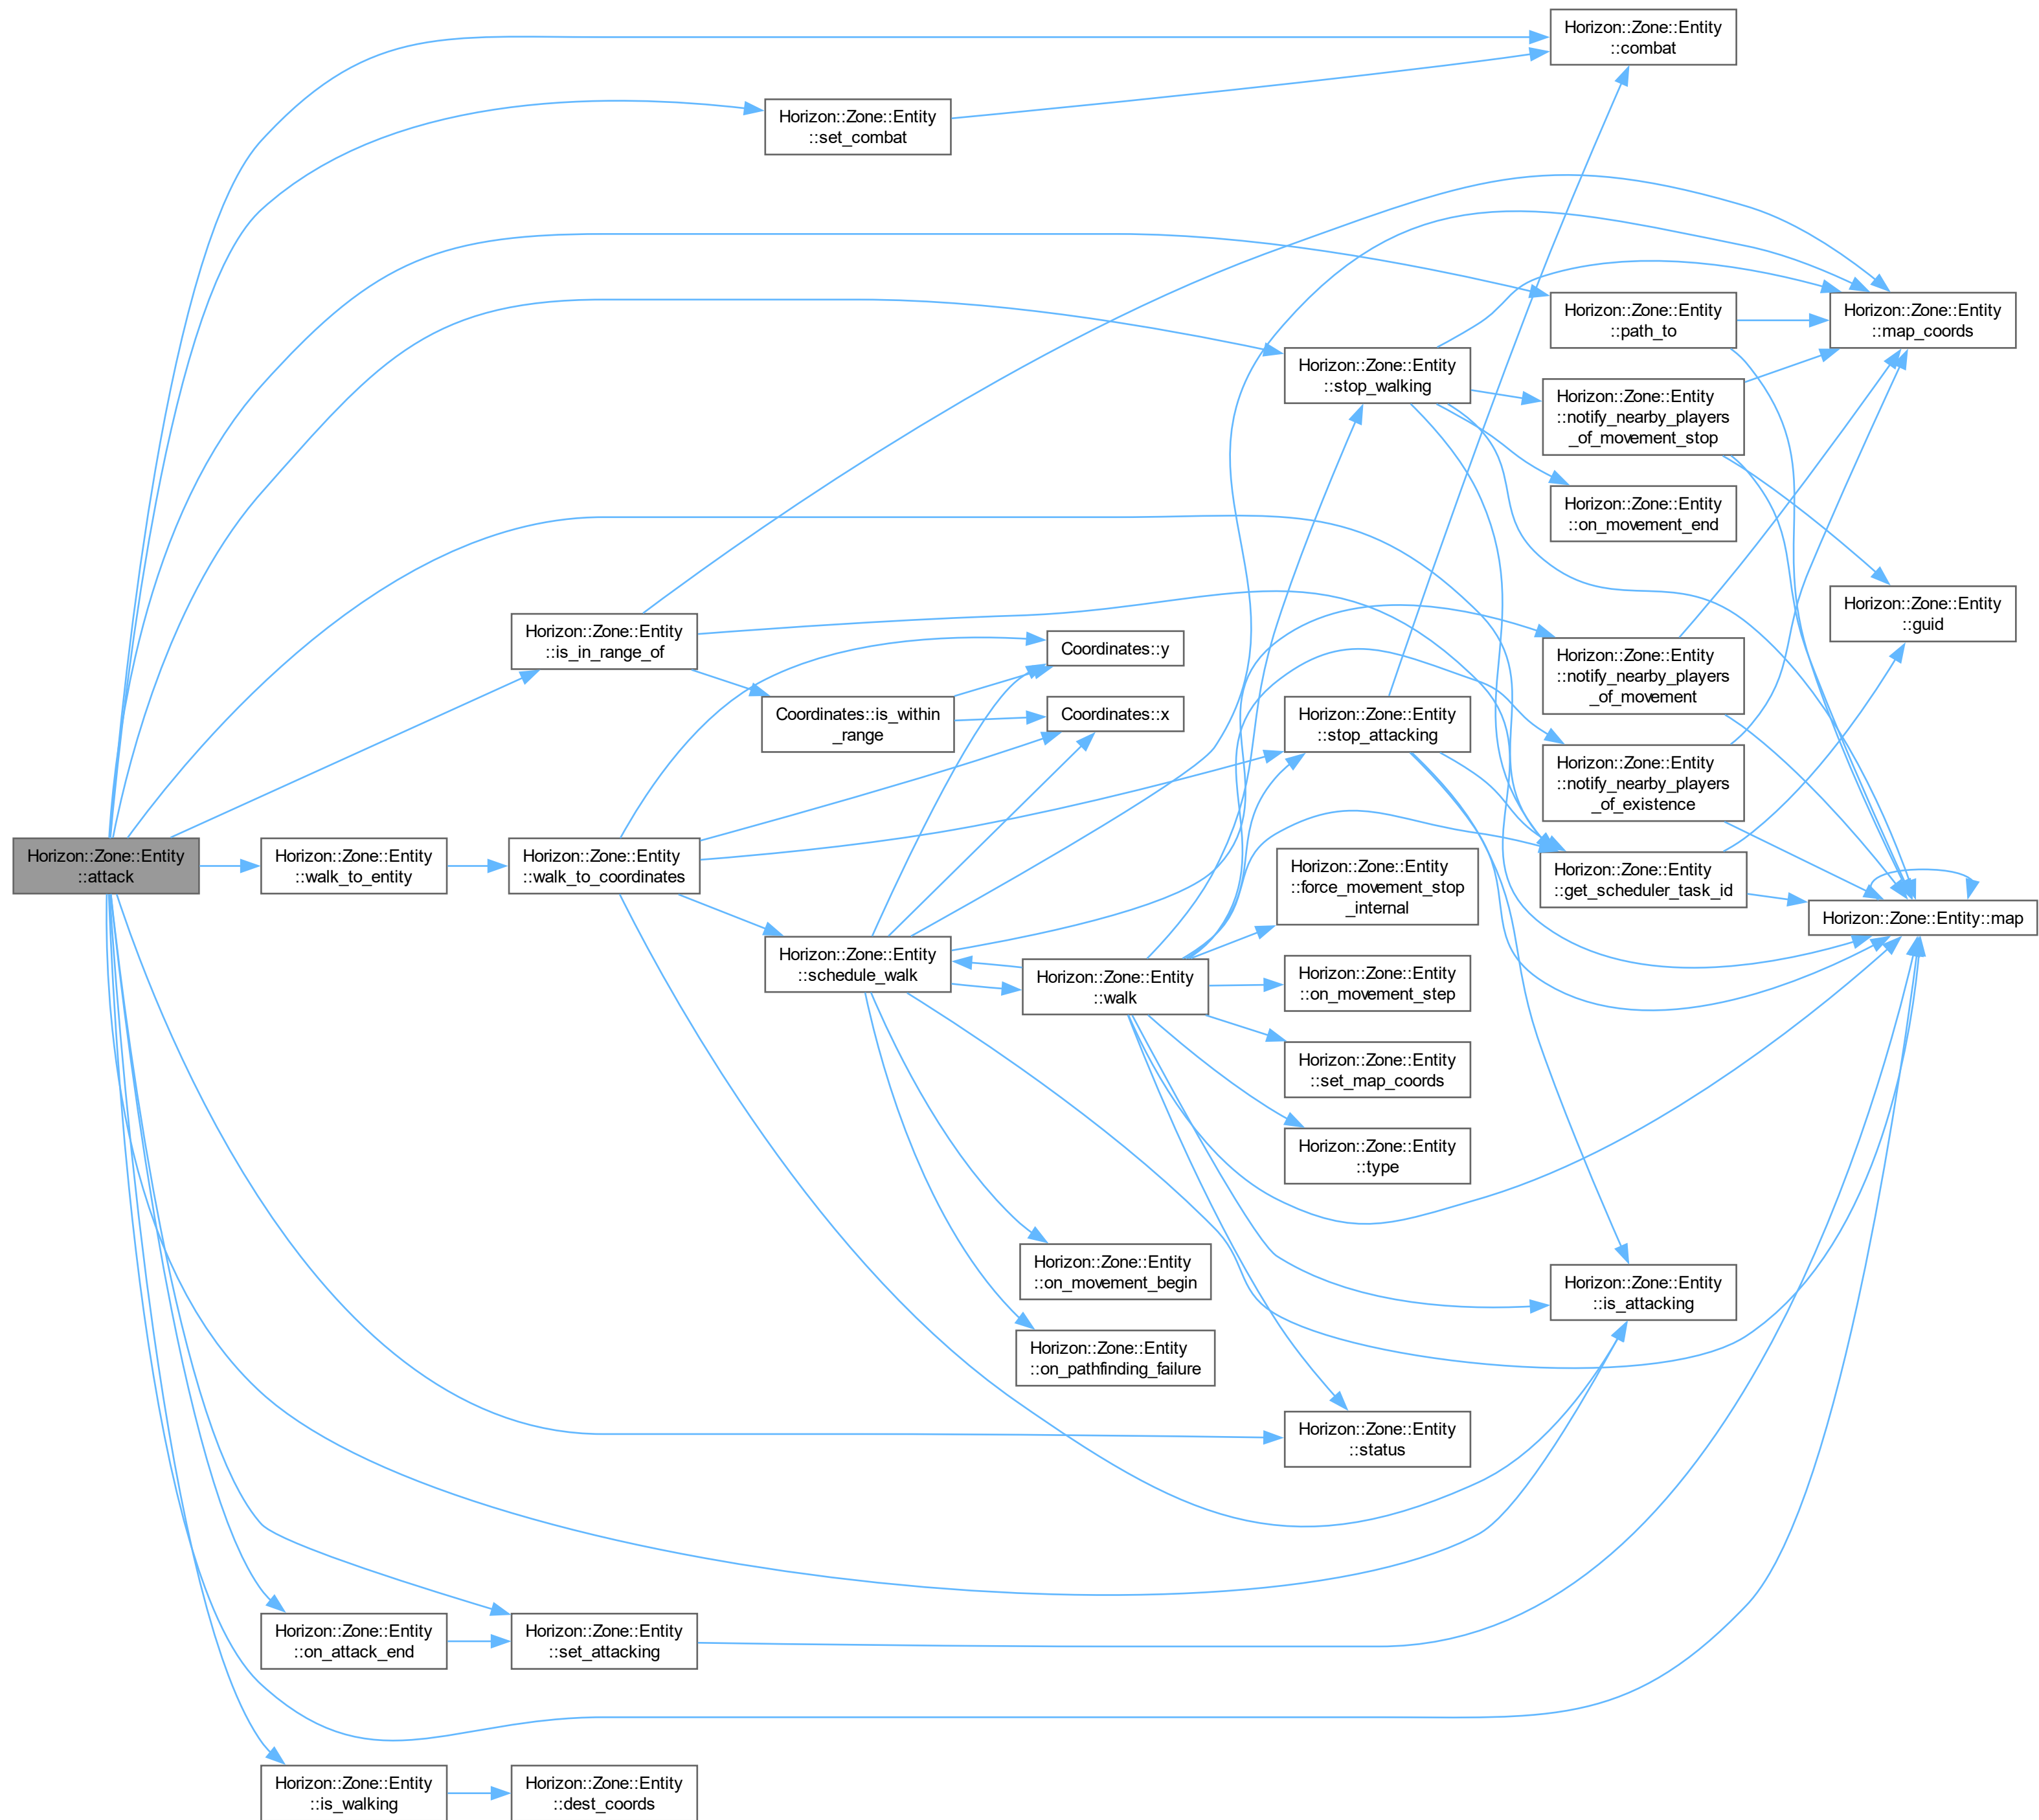 Horizon::Zone::Entity
::combat
Horizon::Zone::Entity
::set_combat
Horizon::Zone::Entity
::path_to
Horizon::Zone::Entity
::map_coords
Horizon::Zone::Entity
::stop_walking
Horizon::Zone::Entity
::notify_nearby_players
_of_movement_stop
Horizon::Zone::Entity
::on_movement_end
Horizon::Zone::Entity
::guid
Horizon::Zone::Entity
::is_in_range_of
Coordinates::y
Horizon::Zone::Entity
::notify_nearby_players
_of_movement
Coordinates::is_within
_range
Coordinates::x
Horizon::Zone::Entity
::stop_attacking
Horizon::Zone::Entity
::notify_nearby_players
_of_existence
Horizon::Zone::Entity
::attack
Horizon::Zone::Entity
::walk_to_entity
Horizon::Zone::Entity
::walk_to_coordinates
Horizon::Zone::Entity
::force_movement_stop
_internal
Horizon::Zone::Entity
::get_scheduler_task_id
Horizon::Zone::Entity::map
Horizon::Zone::Entity
::schedule_walk
Horizon::Zone::Entity
::walk
Horizon::Zone::Entity
::on_movement_step
Horizon::Zone::Entity
::set_map_coords
Horizon::Zone::Entity
::type
Horizon::Zone::Entity
::on_movement_begin
Horizon::Zone::Entity
::is_attacking
Horizon::Zone::Entity
::on_pathfinding_failure
Horizon::Zone::Entity
::status
Horizon::Zone::Entity
::on_attack_end
Horizon::Zone::Entity
::set_attacking
Horizon::Zone::Entity
::is_walking
Horizon::Zone::Entity
::dest_coords